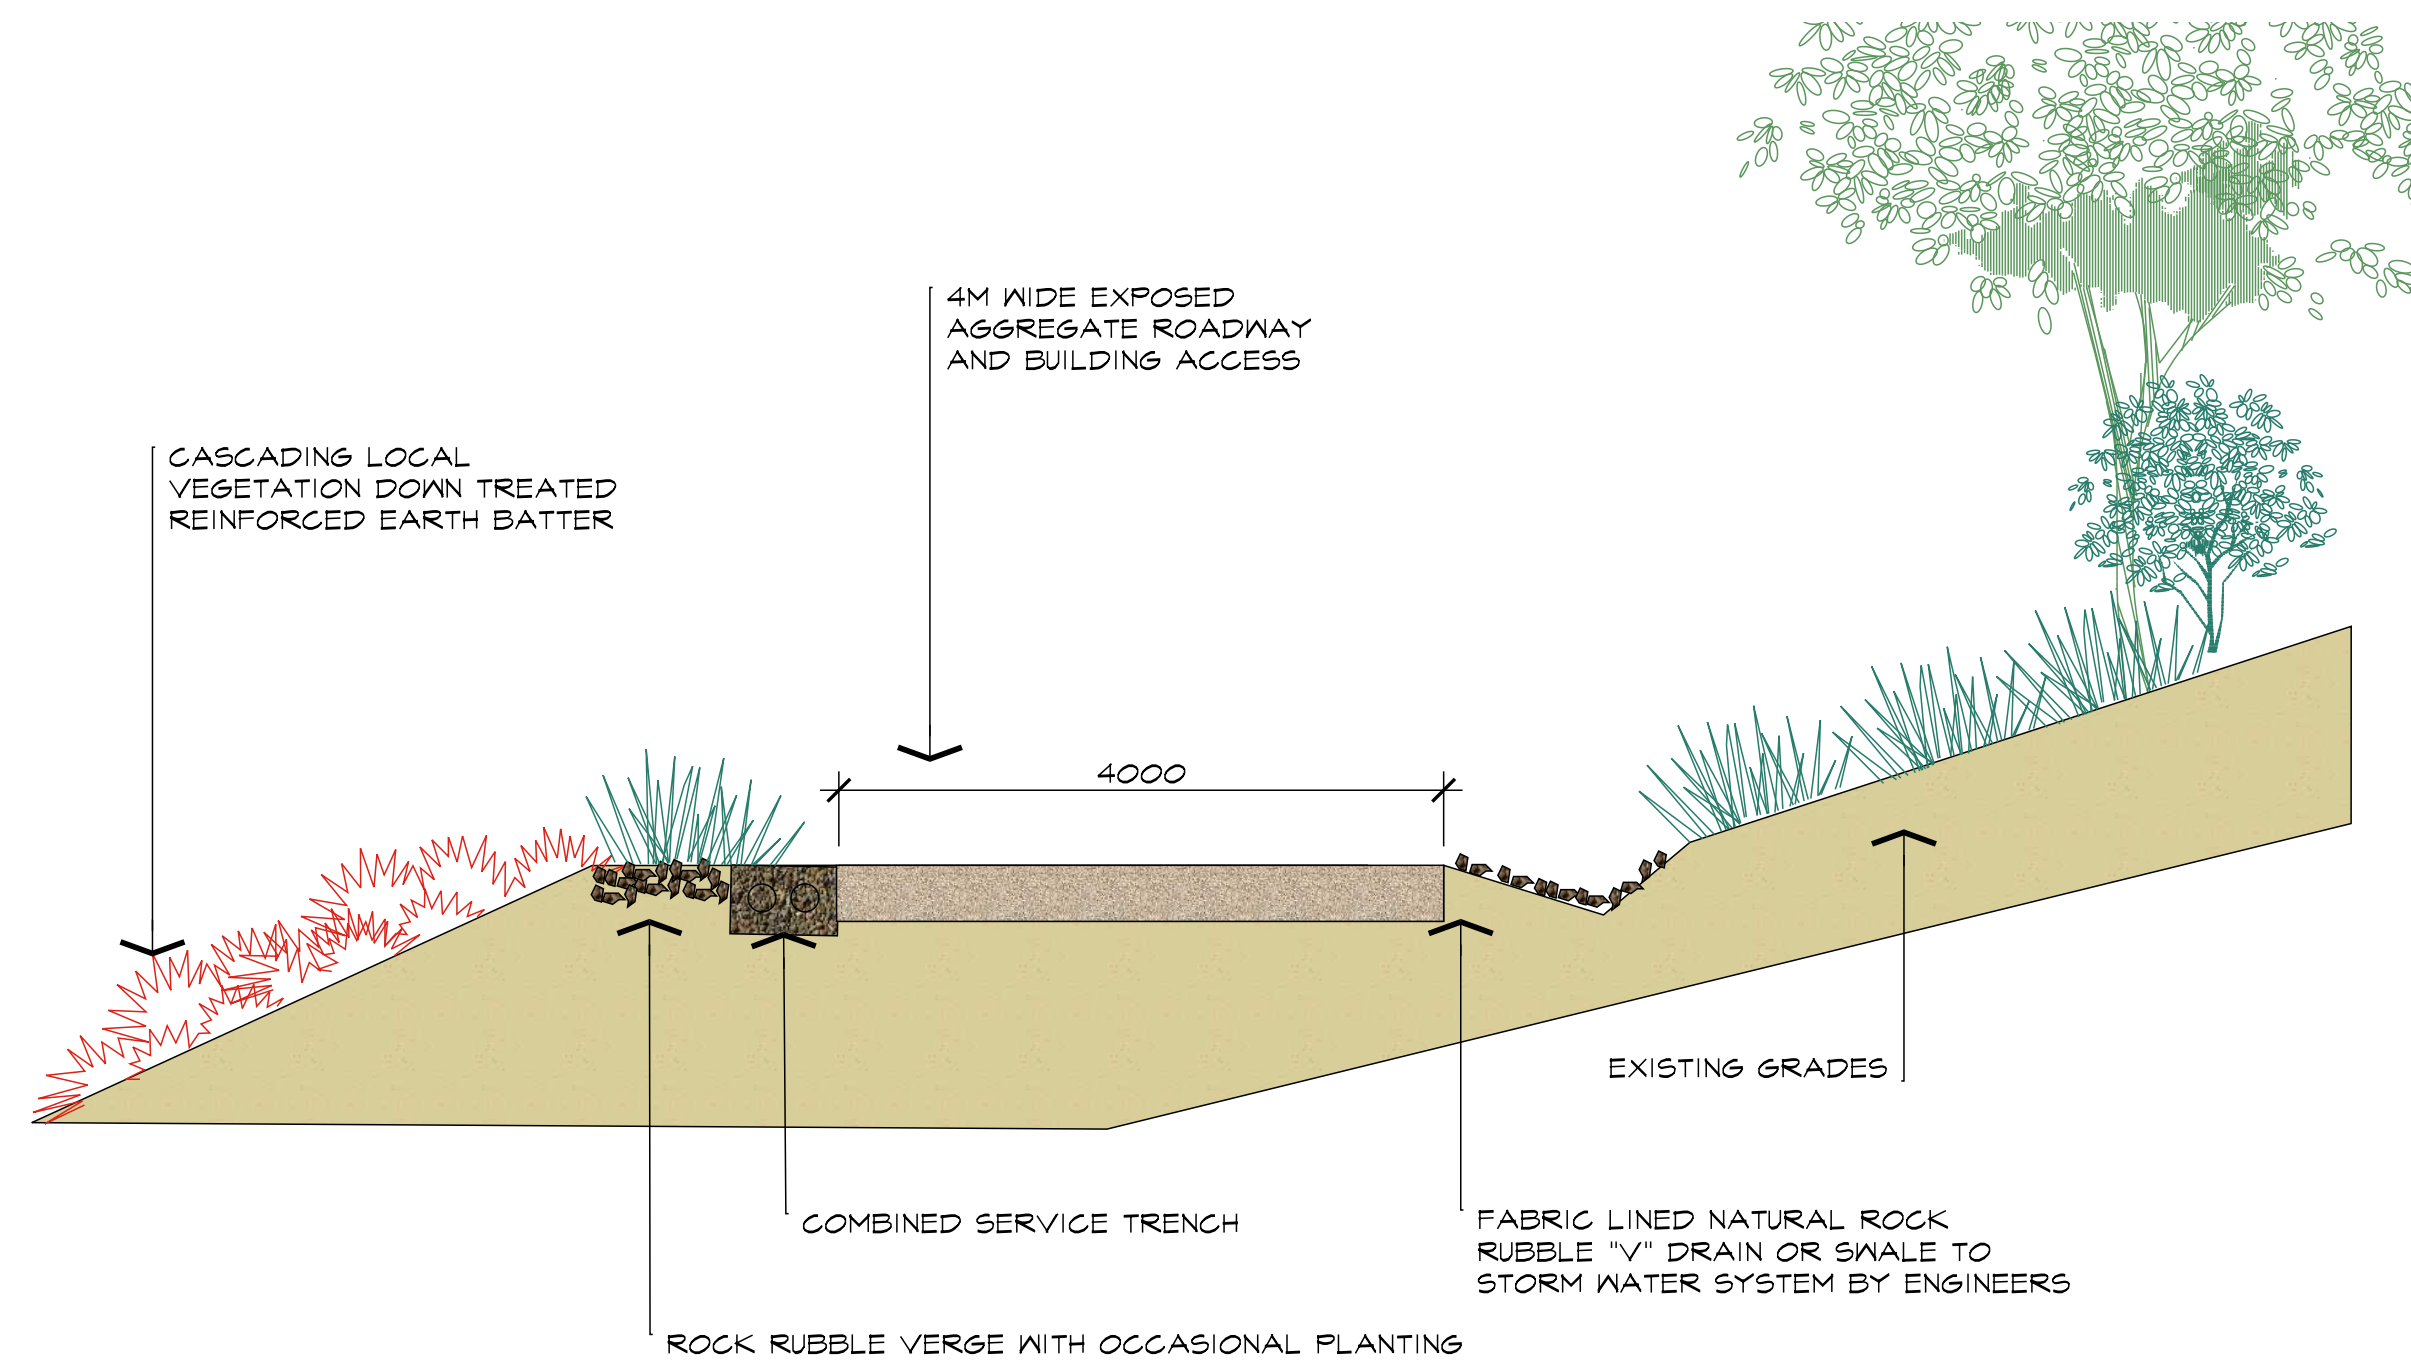 4M WIDE EXPOSED
AGGREGATE ROADWAY
AND BUILDING ACCESS
CASCADING LOCAL
VEGETATION DOWN TREATED
REINFORCED EARTH BATTER
4000
EXISTING GRADES
COMBINED SERVICE TRENCH
FABRIC LINED NATURAL ROCK
RUBBLE "V" DRAIN OR SWALE TO
STORM WATER SYSTEM BY ENGINEERS
ROCK RUBBLE VERGE WITH OCCASIONAL PLANTING